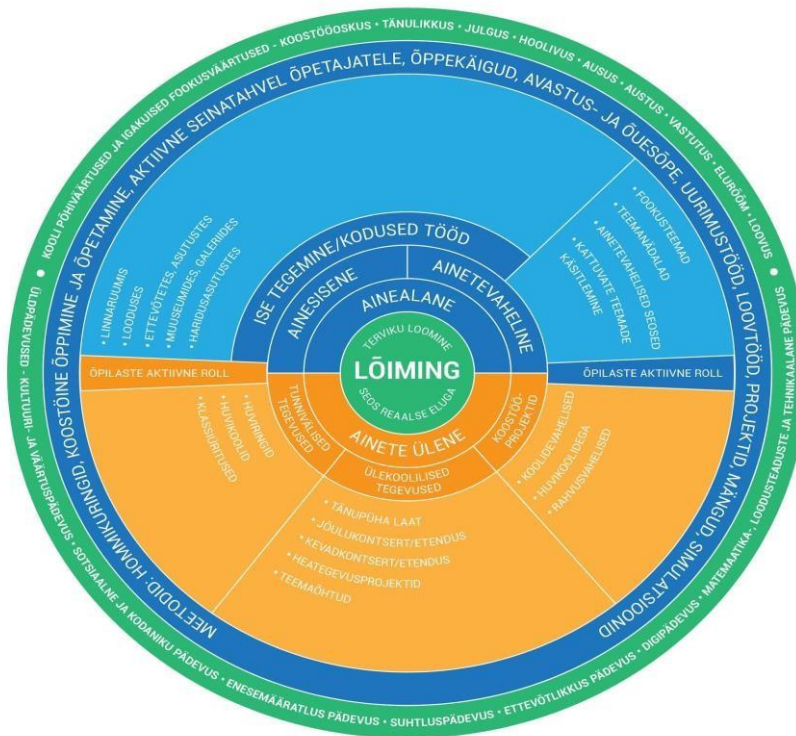 KOOLI PÕHIVÄÄRTUSED JA IGAKUISED FOOKUSVÄÄRTUSED - KOOSTÖÖOSKUS • TÄNULIKKUS • JULGUS • HOOLIVUS • AUSUS • AUSTUS • VASTUTUS • ELURÕÕM • LOOVUS •
ÜLDPÄDEVUSED - KULTUURI- JA VÄÄRTUSPÄDEVUS • SOTSIAALNE JA KODANIKU PÄDEVUS • ENESEMÄÄRATLUS PÄDEVUS • SUHTLUSPÄDEVUS • ETTEVÕTLIKKUS PÄDEVUS • DIGIPÄDEVUS • MATEMAATIKA-, LOODUSTEADUSTE JA TEHNIKAALANE PÄDEVUS
MEETODID: HOMMIKURINGID, KOOSTÖINE ÕPPIMINE JA ÕPETAMINE, AKTIIVNE SEINATAHVEL ÕPETAJATELE, ÕPPEKÄIGUD, AVASTUS- JA ÕUESÕPE, UURIMUSTÖÖD, LOOVTÖÖD, PROJEKTID, MÄNGUD, SIMULATSIOONID
• LINNARUUMIS
• LOODUSES
• ETTEVÕTETES, ASUTUSTES
• MUUSEUMIDES, GALERIIDES
• HARIDUSASUTUSTES
• FOOKUSTEEMAD
• TEEMANÄDALAD
• AINETEVAHELISED SEOSED
• KATTUVATE TEEMADE
KÄSITLEMINE
ISE TEGEMINE/KODUSED TÖÖD
AINESISENE
AINETEVAHELINE
AINEALANE
TERVIKU LOOMINE
LÕIMING
SEOS REAALSE ELUGA
ÕPILASTE AKTIIVNE ROLL
ÕPILASTE AKTIIVNE ROLL
TUNNIVÄLISED
TEGEVUSED
AINETE ÜLENE
KOOSTÖÖ-
PROJEKTID
ÜLEKOOLILISED
TEGEVUSED
• HUVIRINGID
• HUVIKOOLID
• KLASSIÜRITUSED
• TÄNUPÜHA LAAT
• JÕULUKONTSERT/ETENDUS
• KEVADKONTSERT/ETENDUS
• HEATEGEVUSPROJEKTID
• TEEMAÕHTUD
• KOOLIDEVAHELISED
• HUVIKOOLIDEGA
• RAHVUSVAHELISED